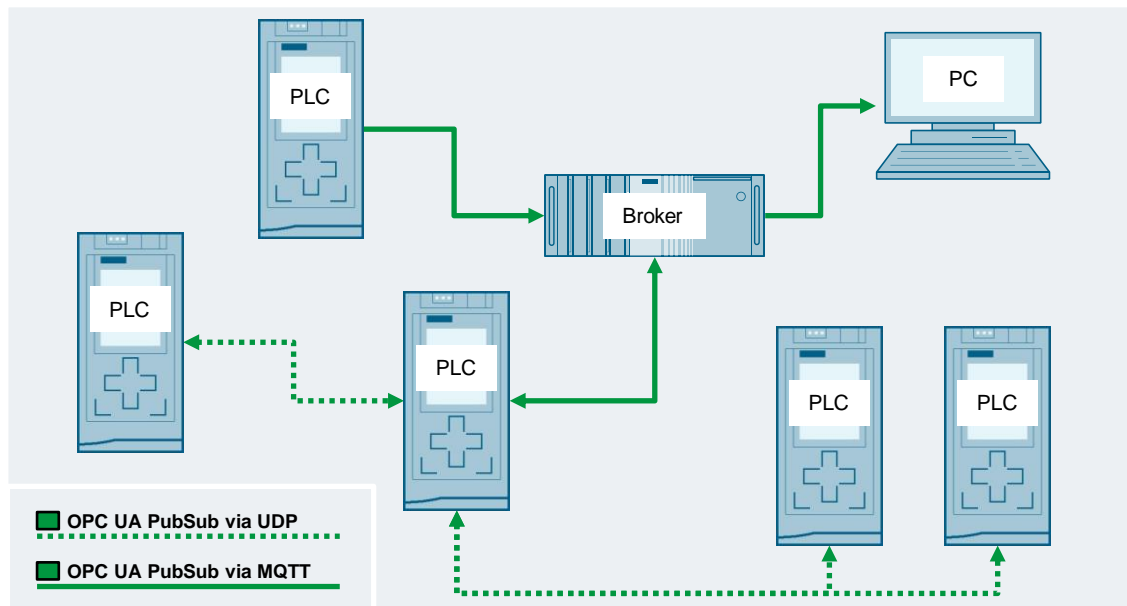 PLC
PC
Broker
PLC
PLC
PLC
PLC
OPC UA PubSub via UDP
OPC UA PubSub via MQTT